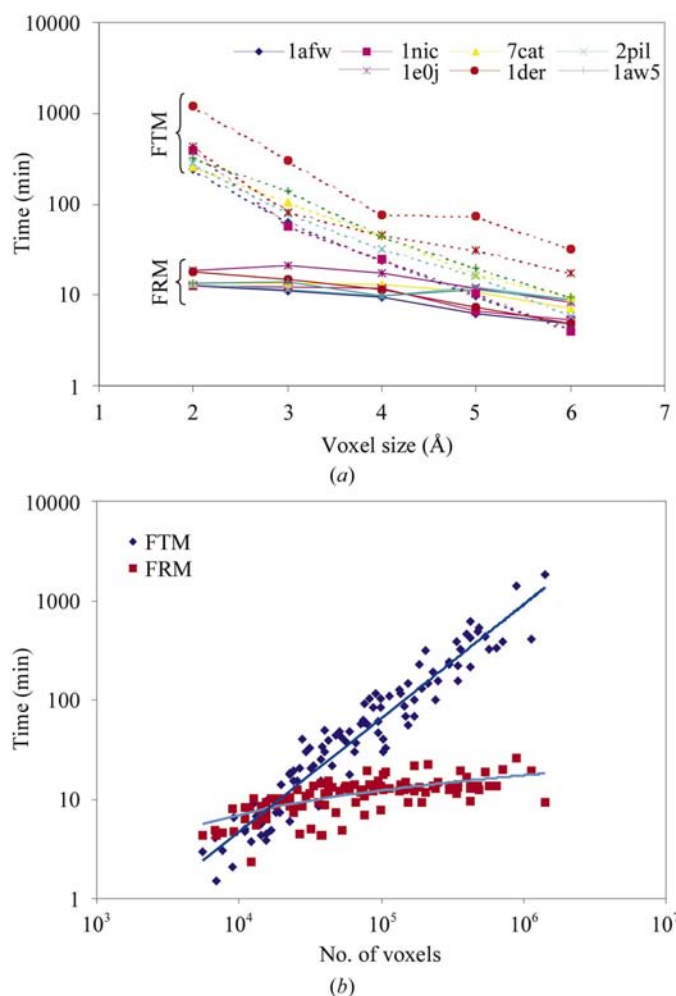 10000
1afw 1nic 7cat 2pil
1e0j 1der 1aw5
1000
FTM
100
Time (min)
FRM
10
1
1 2 3 4 5 6 7
Voxel size (Å)
(a)
10000
FTM
FRM
1000
Time (min)
100
10
1
10³ 10⁴ 10⁵ 10⁶ 10⁷
No. of voxels
(b)